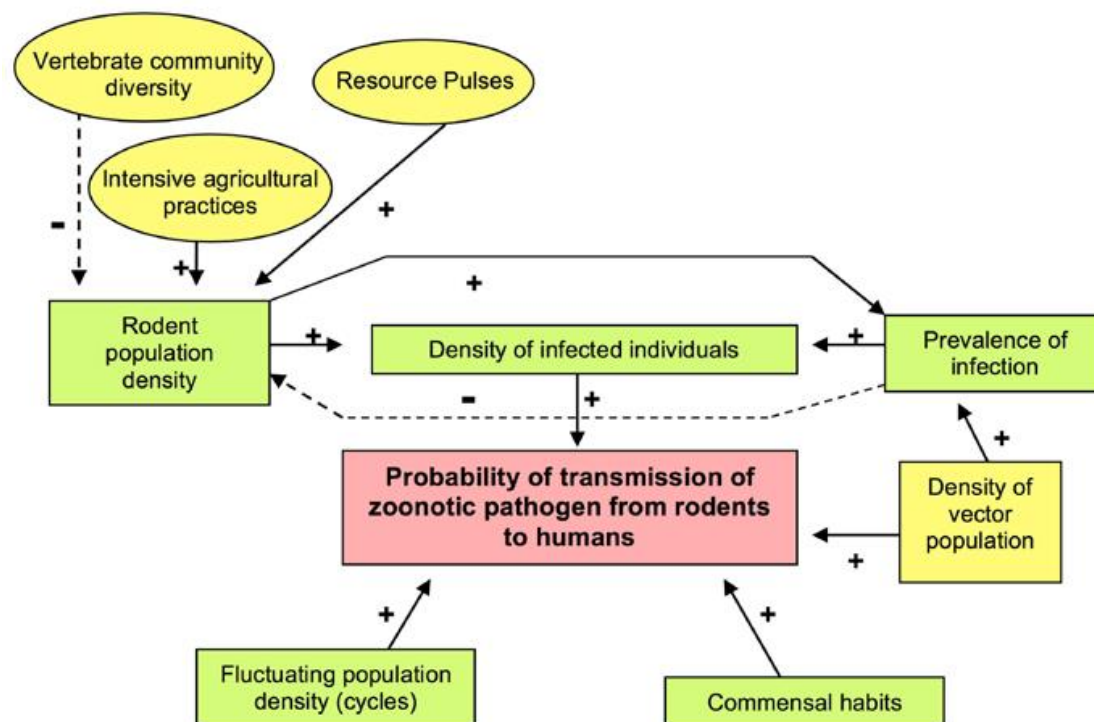 Vertebrate community
diversity
Resource Pulses
Intensive agricultural
practices
+
-
+
+
Rodent
population
density
+
Density of infected individuals
+
Prevalence of
infection
-
+
+
Probability of transmission of
zoonotic pathogen from rodents
to humans
Density of
vector
population
+
+
+
Fluctuating population
density (cycles)
Commensal habits